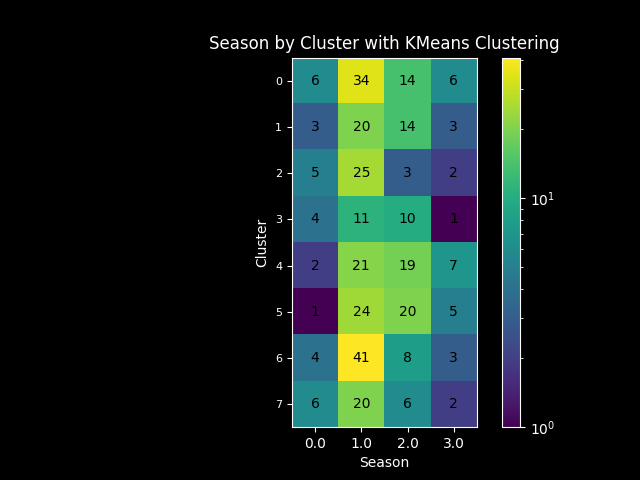 Season by Cluster with KMeans Clustering
0 6 34 14 6
1 3 20 14 3
2 5 25 3 2
3 4 11 10 1
4 2 21 19 7
5 1 24 20 5
6 4 41 8 3
7 6 20 6 2
0.0 1.0 2.0 3.0
Season
Cluster
10¹
10⁰